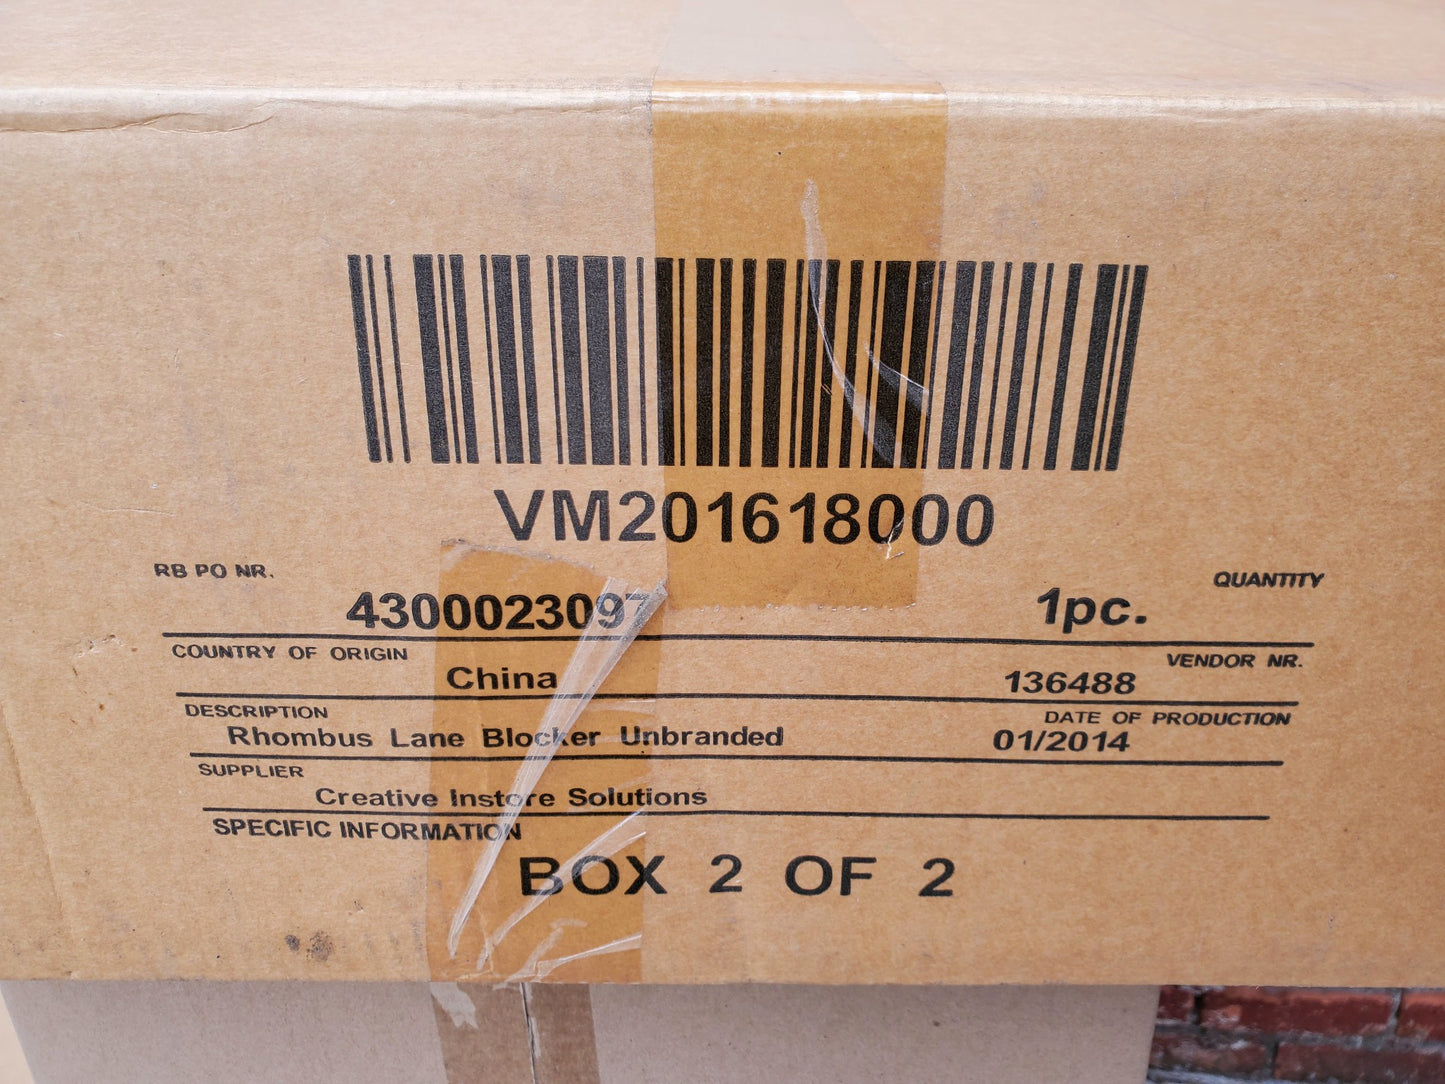 VM201618000
RB PO NR. QUANTITY
4300023097 1pc.
COUNTRY OF ORIGIN VENDOR NR.
China 136488
DESCRIPTION DATE OF PRODUCTION
Rhombus Lane Blocker Unbranded 01/2014
SUPPLIER
Creative Instore Solutions
SPECIFIC INFORMATION
BOX 2 OF 2